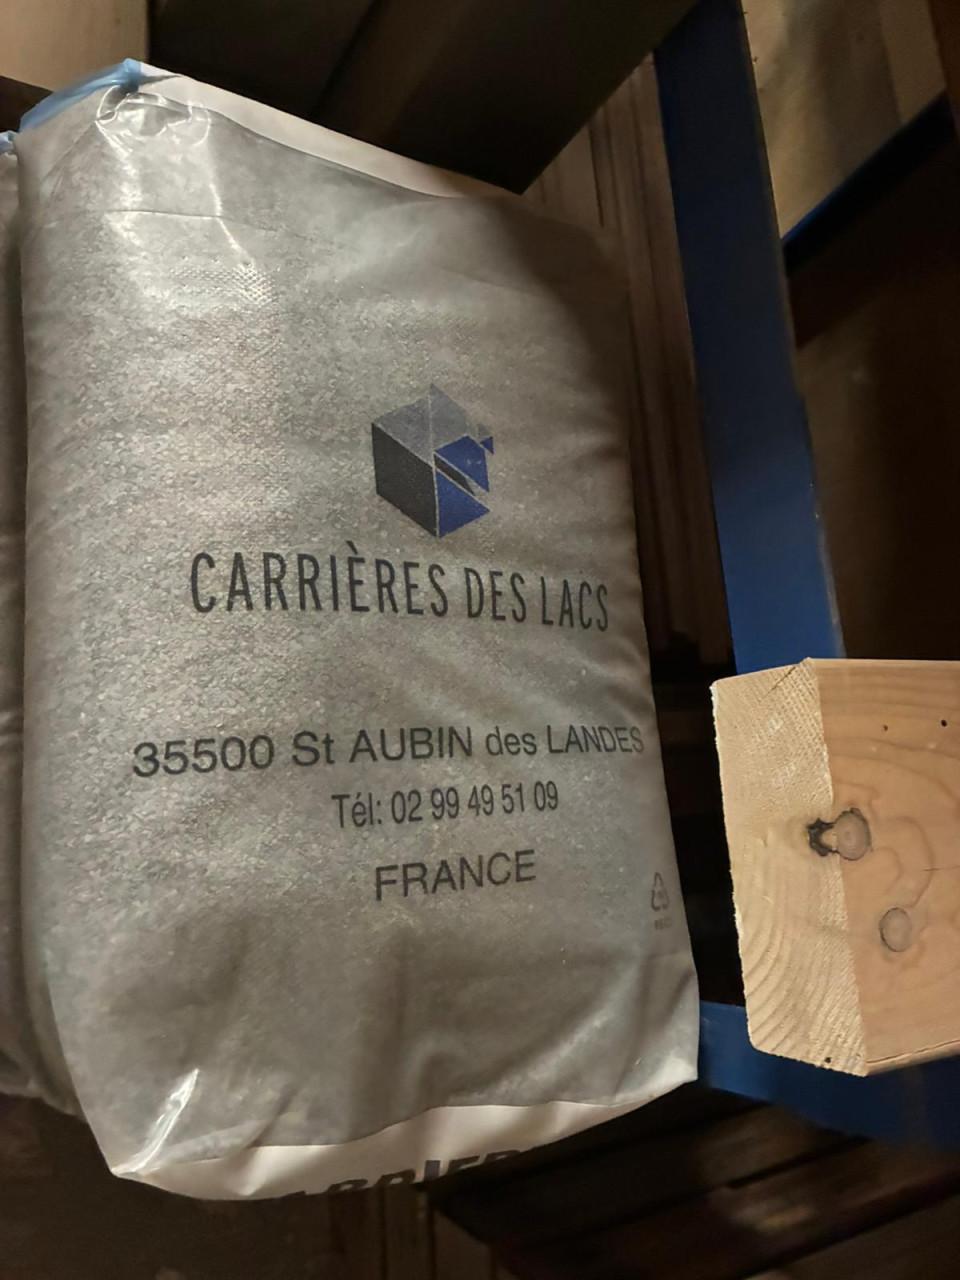 CARRIÈRES DES LACS
35500 St AUBIN des LANDES
Tél: 02 99 49 51 09
FRANCE